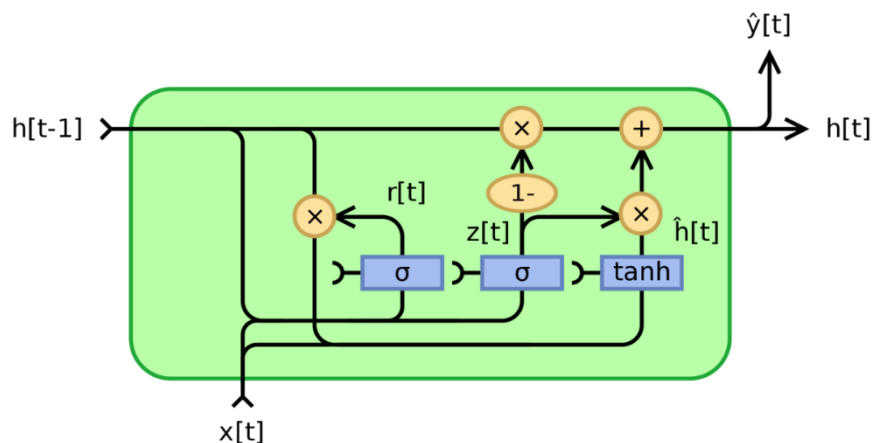 ŷ[t]
h[t-1]
×
+
h[t]
1-
r[t]
×
×
z[t]
ĥ[t]
σ
σ
tanh
x[t]